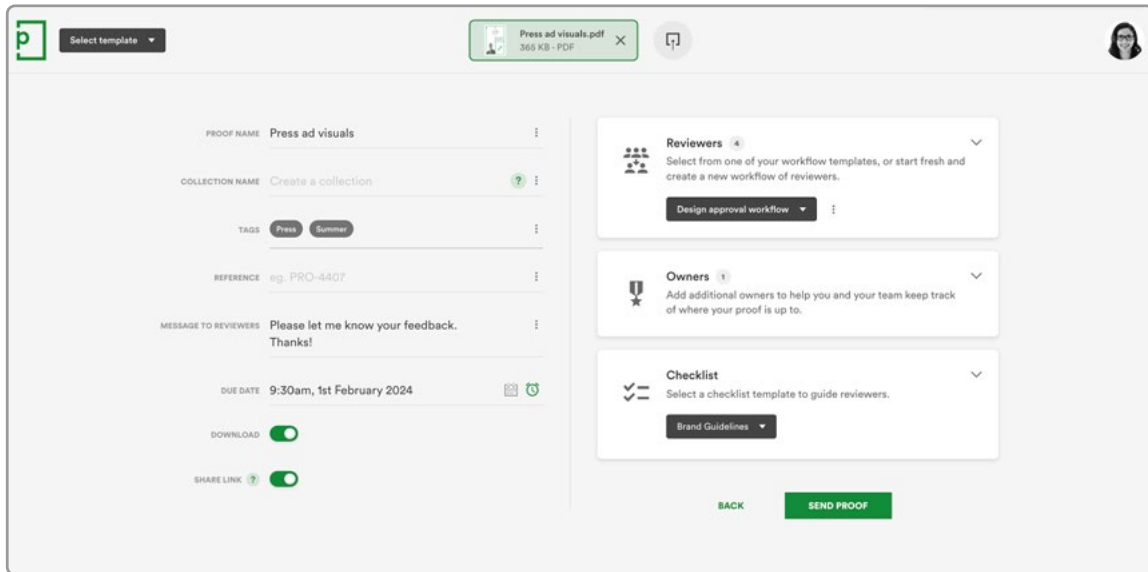 p
Select template
Press ad visuals.pdf
365 KB - PDF
PROOF NAME Press ad visuals
COLLECTION NAME Create a collection ?
TAGS Press Summer
REFERENCE eg. PRO-4407
MESSAGE TO REVIEWERS Please let me know your feedback.
Thanks!
DUE DATE 9:30am, 1st February 2024
DOWNLOAD
SHARE LINK ?
Reviewers 4
Select from one of your workflow templates, or start fresh and
create a new workflow of reviewers.
Design approval workflow
Owners 1
Add additional owners to help you and your team keep track
of where your proof is up to.
Checklist
Select a checklist template to guide reviewers.
Brand Guidelines
BACK SEND PROOF